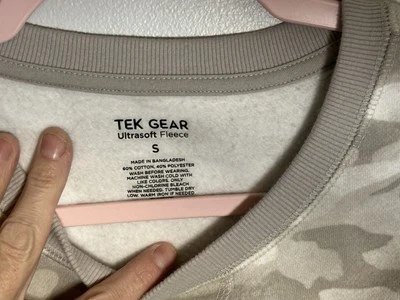 TEK GEAR
Ultrasoft Fleece
S
MADE IN BANGLADESH
60% COTTON, 40% POLYESTER
WASH BEFORE WEARING.
MACHINE WASH COLD WITH
LIKE COLORS. ONLY
NON-CHLORINE BLEACH
WHEN NEEDED. TUMBLE DRY
LOW. WARM IRON IF NEEDED.